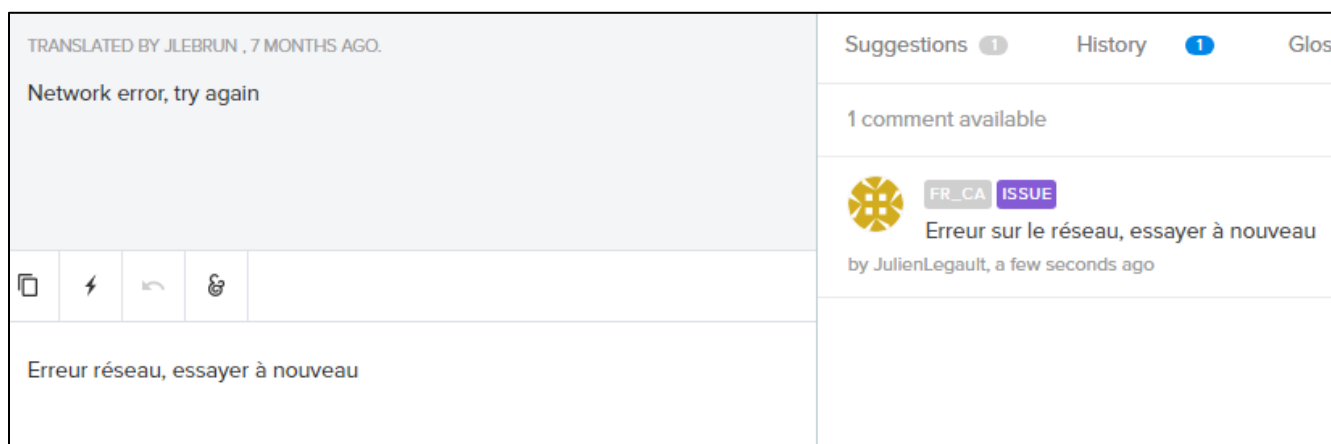 TRANSLATED BY JLEBRUN , 7 MONTHS AGO.
Network error, try again
Erreur réseau, essayer à nouveau
Suggestions 1 History 1 Glos
1 comment available
FR_CA ISSUE
Erreur sur le réseau, essayer à nouveau
by JulienLegault, a few seconds ago